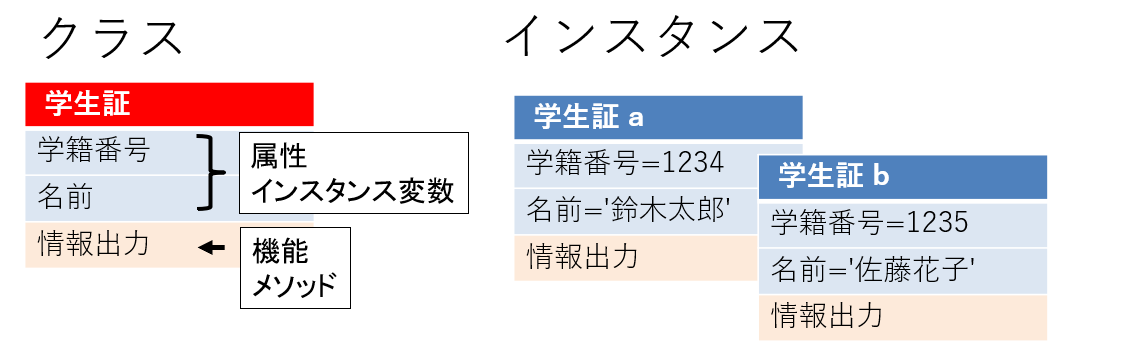 クラス
学生証
学籍番号
名前
情報出力
属性
インスタンス変数
機能
メソッド
インスタンス
学生証 a
学籍番号=1234
名前='鈴木太郎'
情報出力
学生証 b
学籍番号=1235
名前='佐藤花子'
情報出力